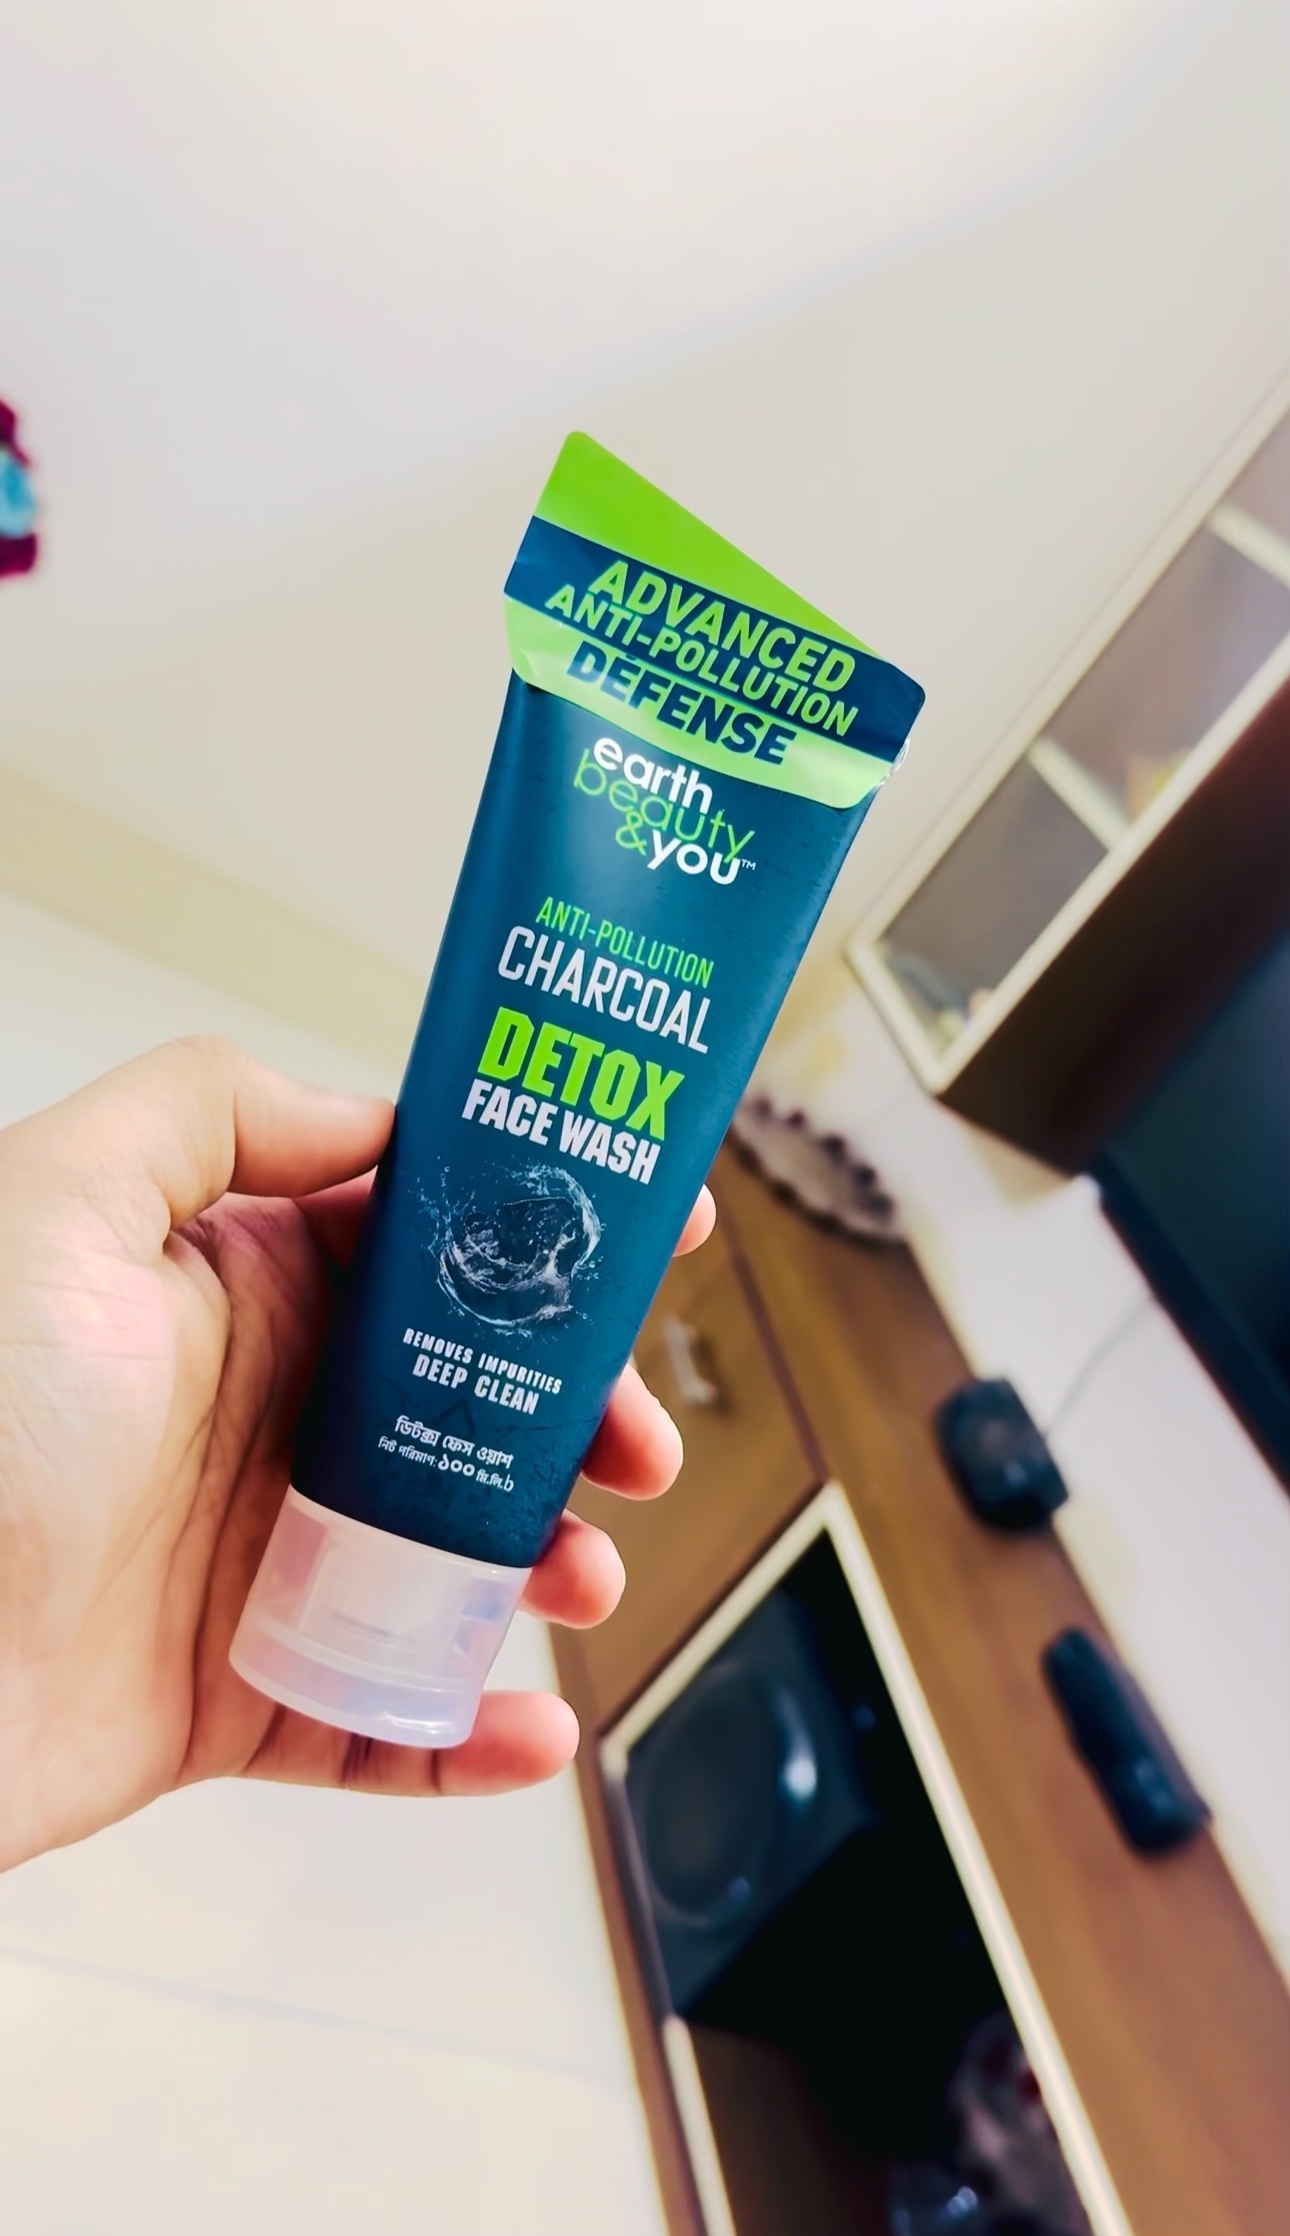 ADVANCED
ANTI-POLLUTION
DEFENSE
earth
beauty
&you™
ANTI-POLLUTION
CHARCOAL
DETOX
FACE WASH
REMOVES IMPURITIES
DEEP CLEAN
ডিটক্স ফেস ওয়াশ
নিট পরিমাণ: ১০০ মি.লি.b